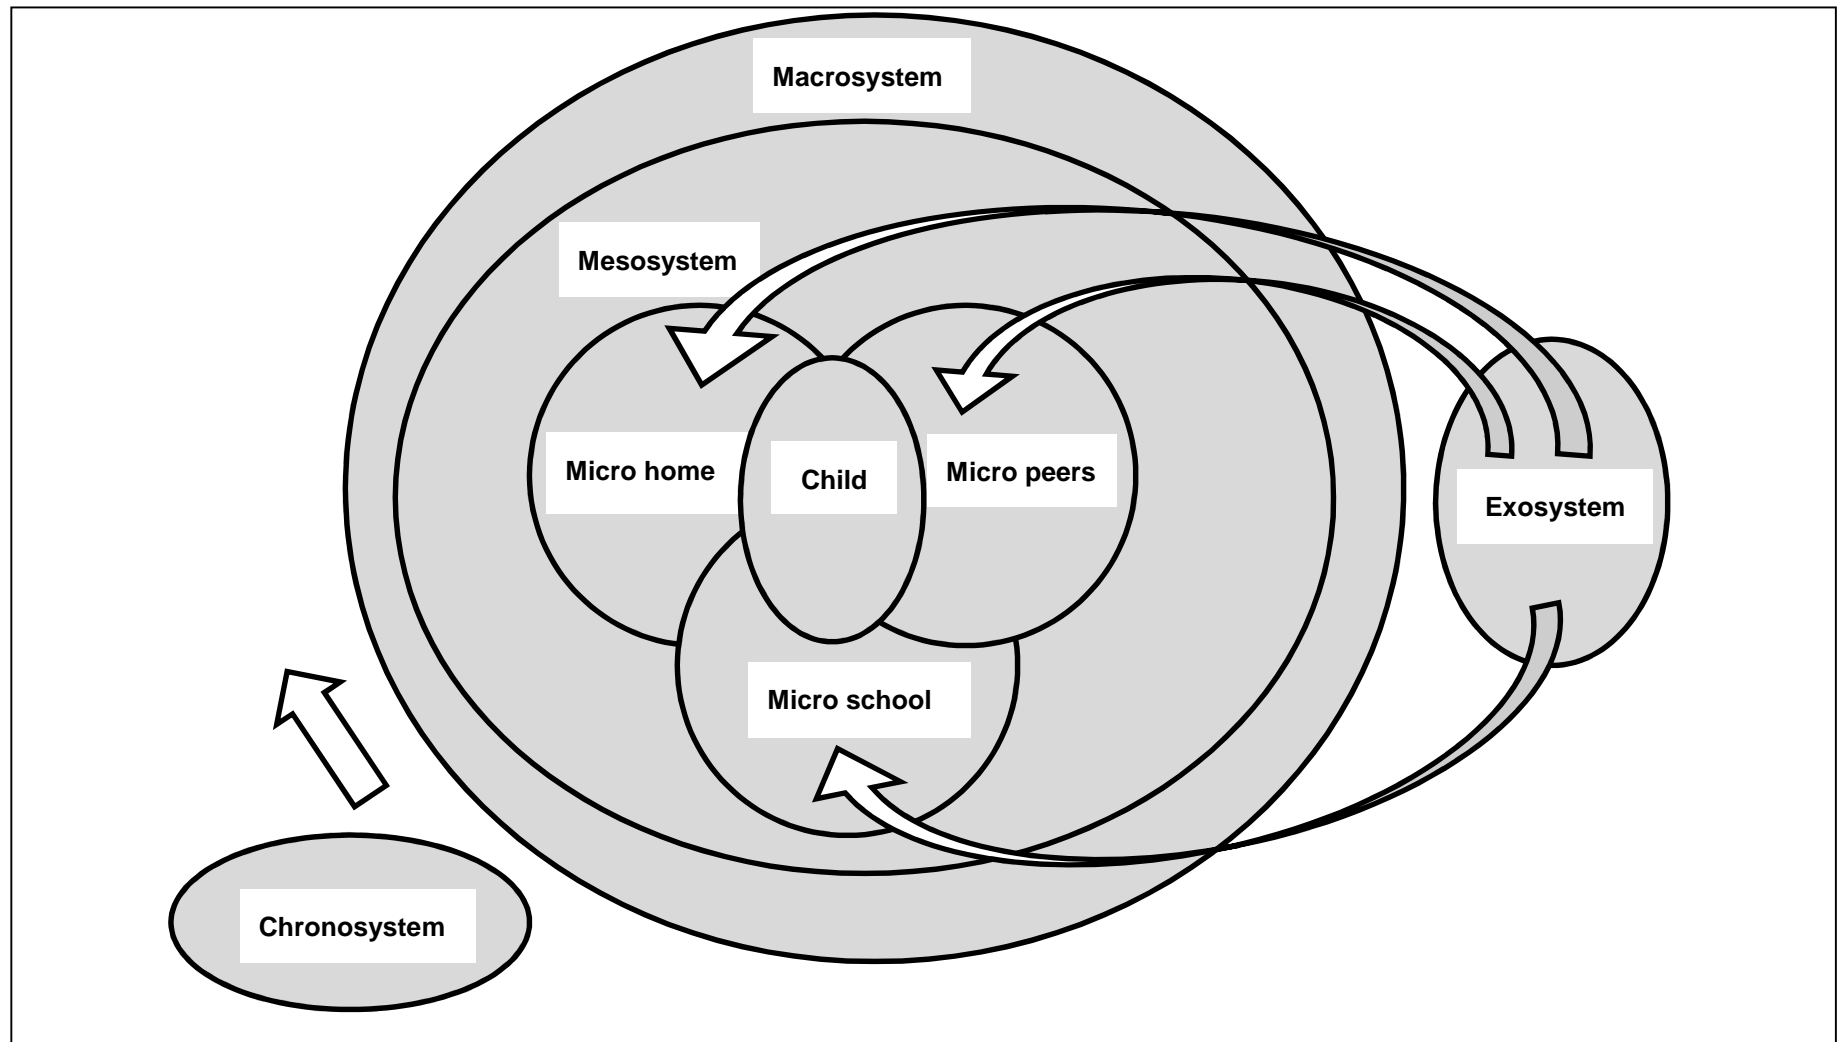 Macrosystem
Mesosystem
Micro home
Child
Micro peers
Exosystem
Micro school
Chronosystem